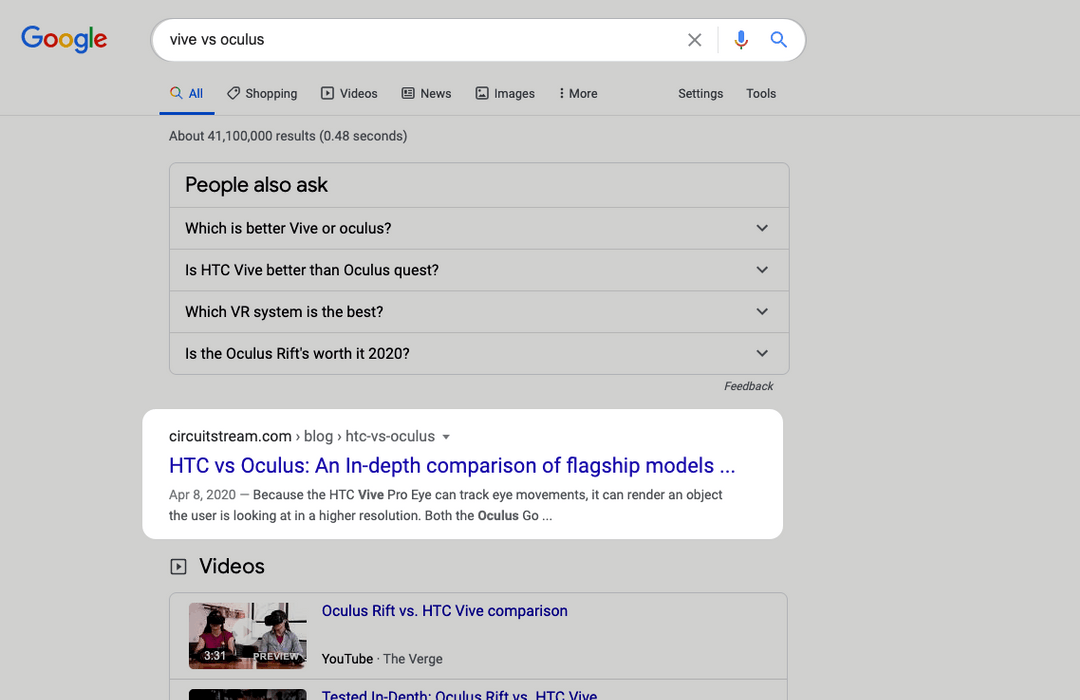 Google
vive vs oculus
All
Shopping
Videos
News
Images
More
Settings
Tools
About 41,100,000 results (0.48 seconds)
People also ask
Which is better Vive or oculus?
Is HTC Vive better than Oculus quest?
Which VR system is the best?
Is the Oculus Rift's worth it 2020?
Feedback
circuitstream.com › blog › htc-vs-oculus
HTC vs Oculus: An In-depth comparison of flagship models ...
Apr 8, 2020 — Because the HTC Vive Pro Eye can track eye movements, it can render an object
the user is looking at in a higher resolution. Both the Oculus Go ...
Videos
Oculus Rift vs. HTC Vive comparison
3:31
PREVIEW
YouTube · The Verge
Tested In-Depth: Oculus Rift vs. HTC Vive